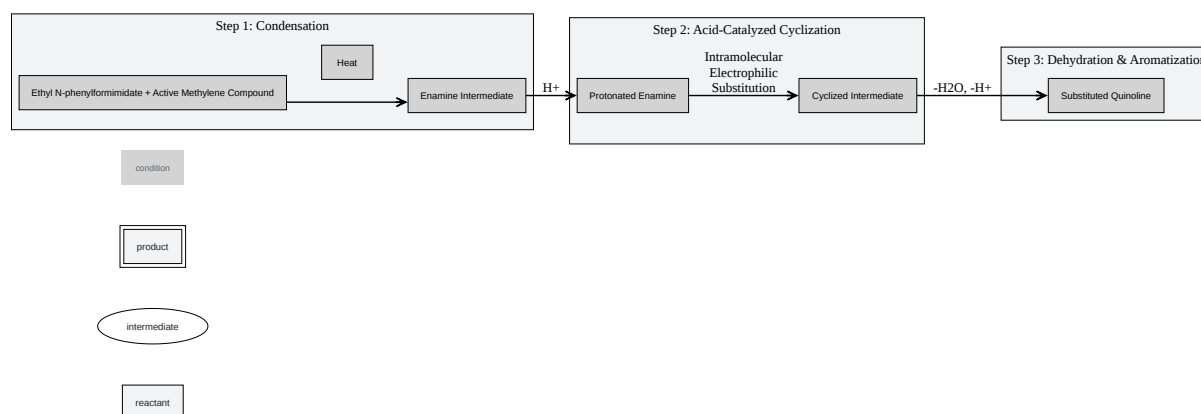 Step 1: Condensation
Heat
Ethyl N-phenylformimidate + Active Methylene Compound
Enamine Intermediate
H+
Step 2: Acid-Catalyzed Cyclization
Protonated Enamine
Intramolecular
Electrophilic
Substitution
Cyclized Intermediate
-H2O, -H+
Step 3: Dehydration & Aromatization
Substituted Quinoline
condition
product
intermediate
reactant